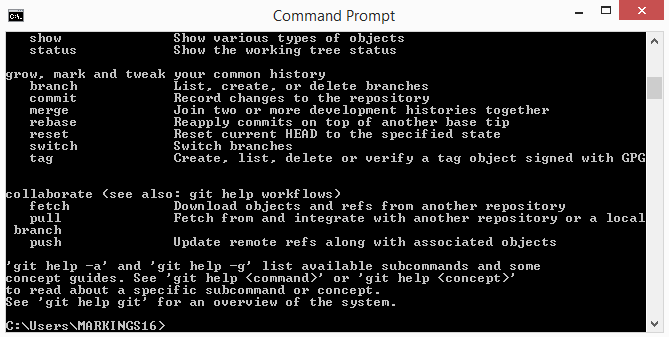 Command Prompt
   show              Show various types of objects
   status            Show the working tree status

grow, mark and tweak your common history
   branch            List, create, or delete branches
   commit            Record changes to the repository
   merge             Join two or more development histories together
   rebase            Reapply commits on top of another base tip
   reset             Reset current HEAD to the specified state
   switch            Switch branches
   tag               Create, list, delete or verify a tag object signed with GPG

collaborate (see also: git help workflows)
   fetch             Download objects and refs from another repository
   pull              Fetch from and integrate with another repository or a local
 branch
   push              Update remote refs along with associated objects

'git help -a' and 'git help -g' list available subcommands and some
concept guides. See 'git help <command>' or 'git help <concept>'
to read about a specific subcommand or concept.
See 'git help git' for an overview of the system.

C:\Users\MARKINGS16>